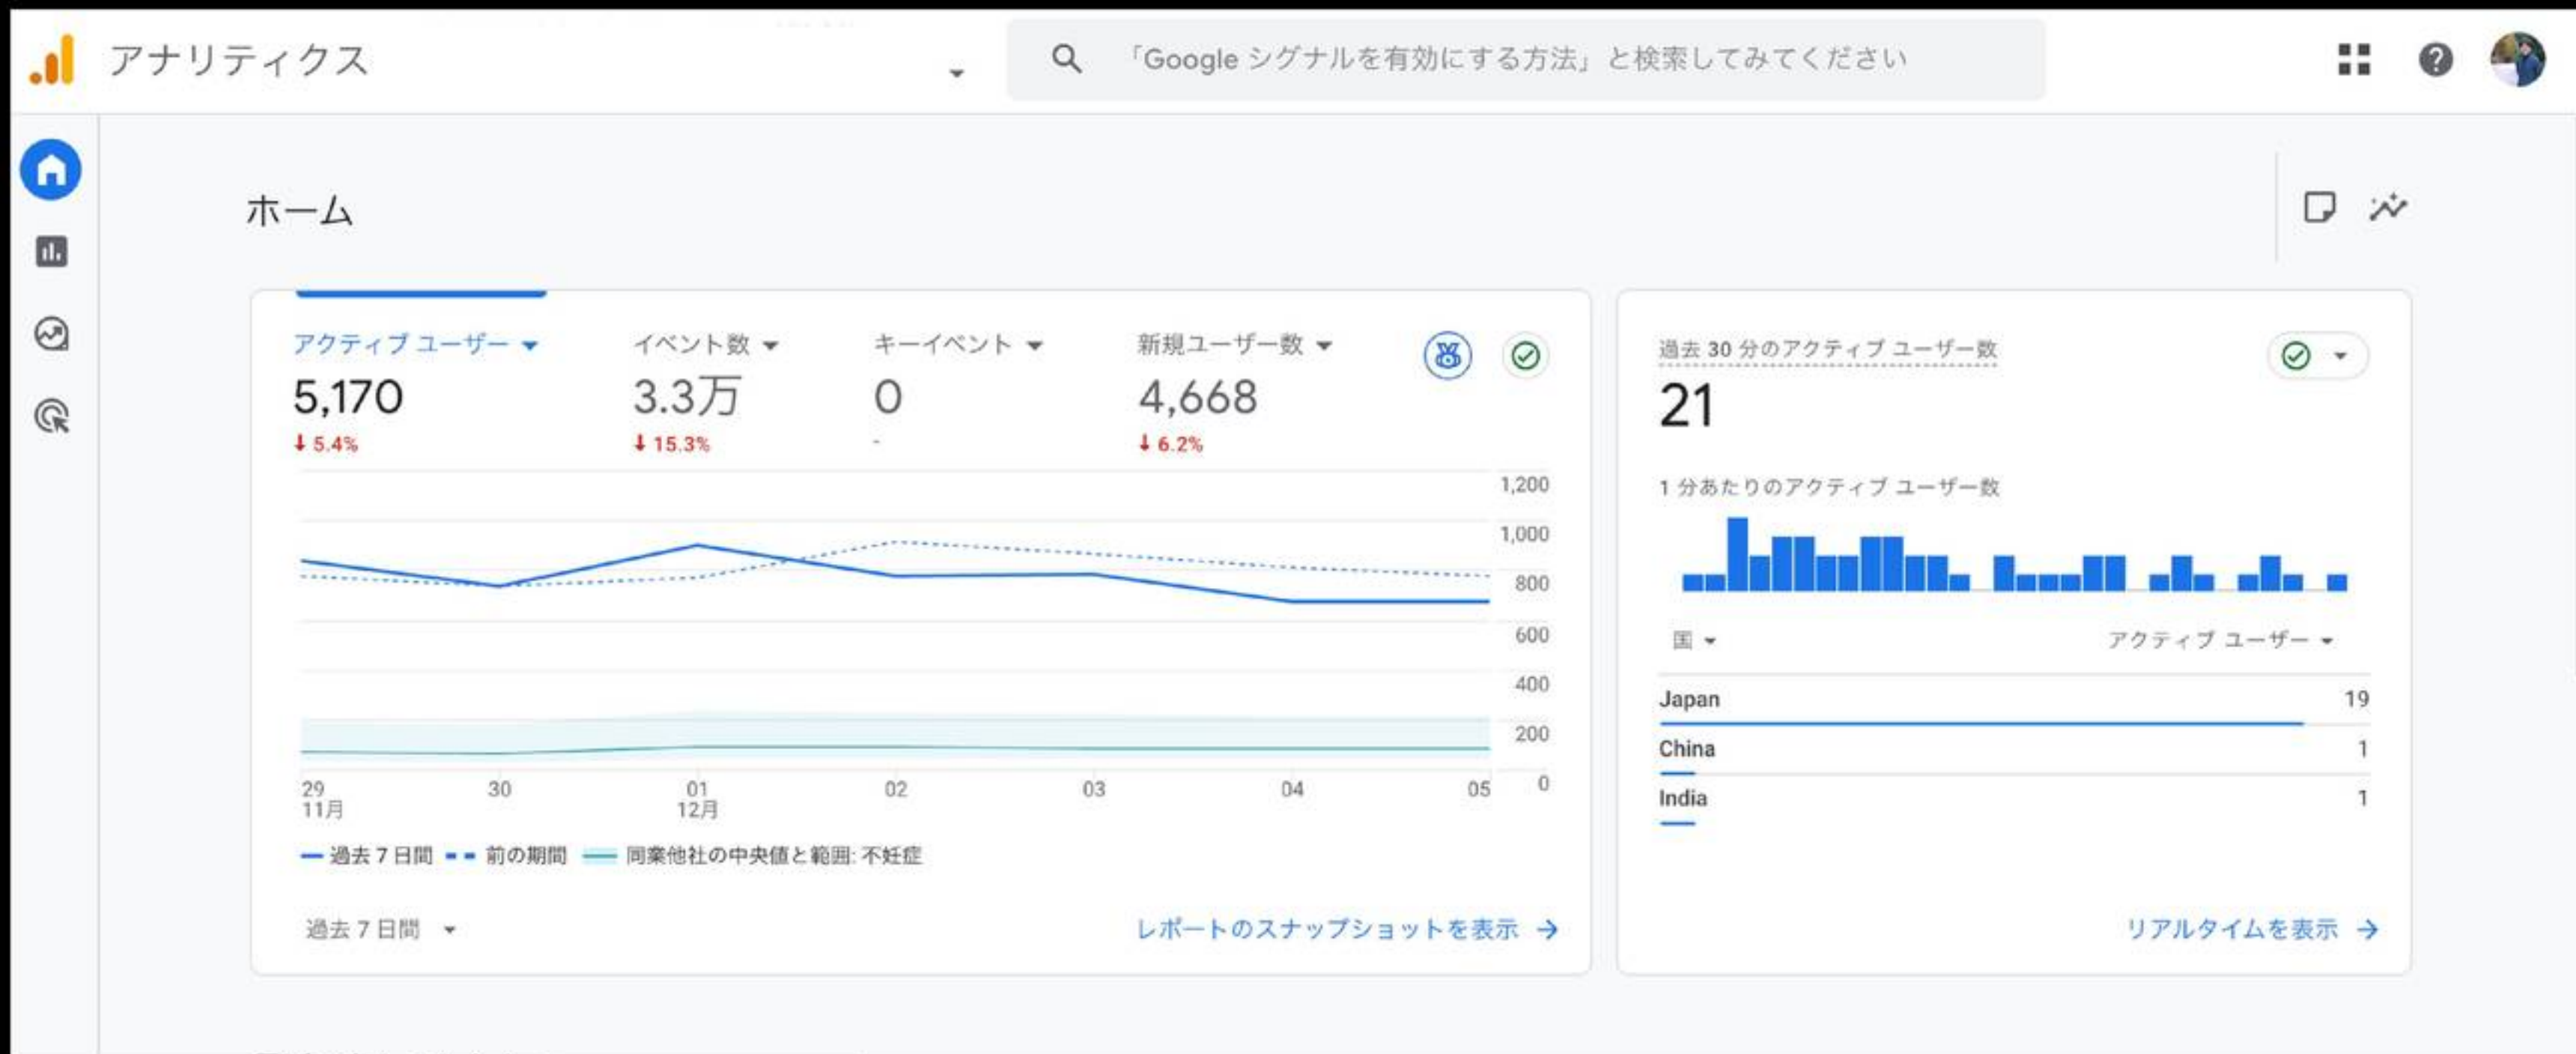 アナリティクス
「Google シグナルを有効にする方法」と検索してみてください
ホーム
アクティブ ユーザー
5,170
↓ 5.4%
イベント数
3.3万
↓ 15.3%
キーイベント
0
-
新規ユーザー数
4,668
↓ 6.2%
1,200
1,000
800
600
400
200
0
29
11月
30
01
12月
02
03
04
05
過去 7 日間
前の期間
同業他社の中央値と範囲: 不妊症
過去 7 日間
レポートのスナップショットを表示 →
過去 30 分のアクティブ ユーザー数
21
1 分あたりのアクティブ ユーザー数
国
アクティブ ユーザー
Japan 19
China 1
India 1
リアルタイムを表示 →